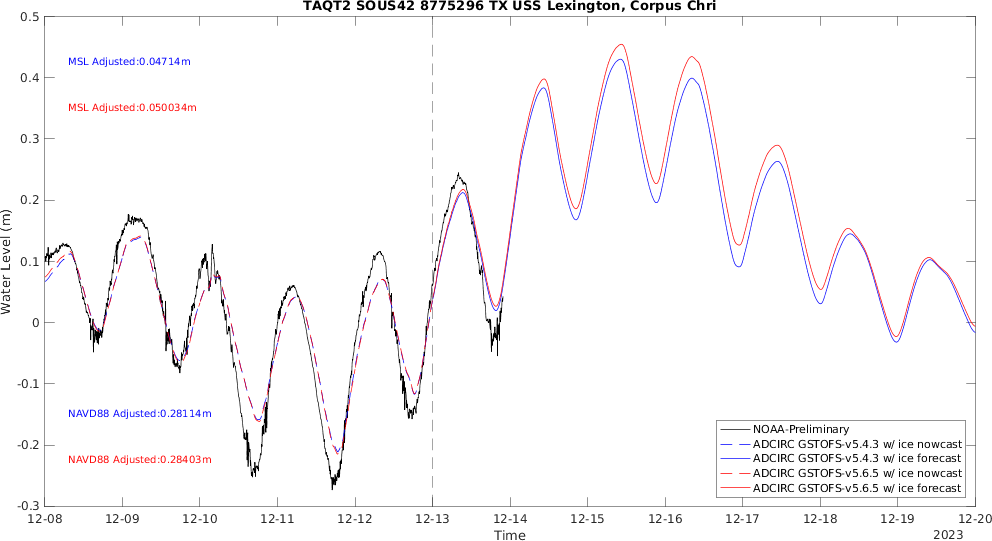 TAQT2 SOUS42 8775296 TX USS Lexington, Corpus Chri
0.5
0.4
0.3
0.2
0.1
0
-0.1
-0.2
-0.3
Water Level (m)
MSL Adjusted:0.04714m
MSL Adjusted:0.050034m
NAVD88 Adjusted:0.28114m
NAVD88 Adjusted:0.28403m
NOAA-Preliminary
ADCIRC GSTOFS-v5.4.3 w/ ice nowcast
ADCIRC GSTOFS-v5.4.3 w/ ice forecast
ADCIRC GSTOFS-v5.6.5 w/ ice nowcast
ADCIRC GSTOFS-v5.6.5 w/ ice forecast
12-08 12-09 12-10 12-11 12-12 12-13 12-14 12-15 12-16 12-17 12-18 12-19 12-20
Time
2023